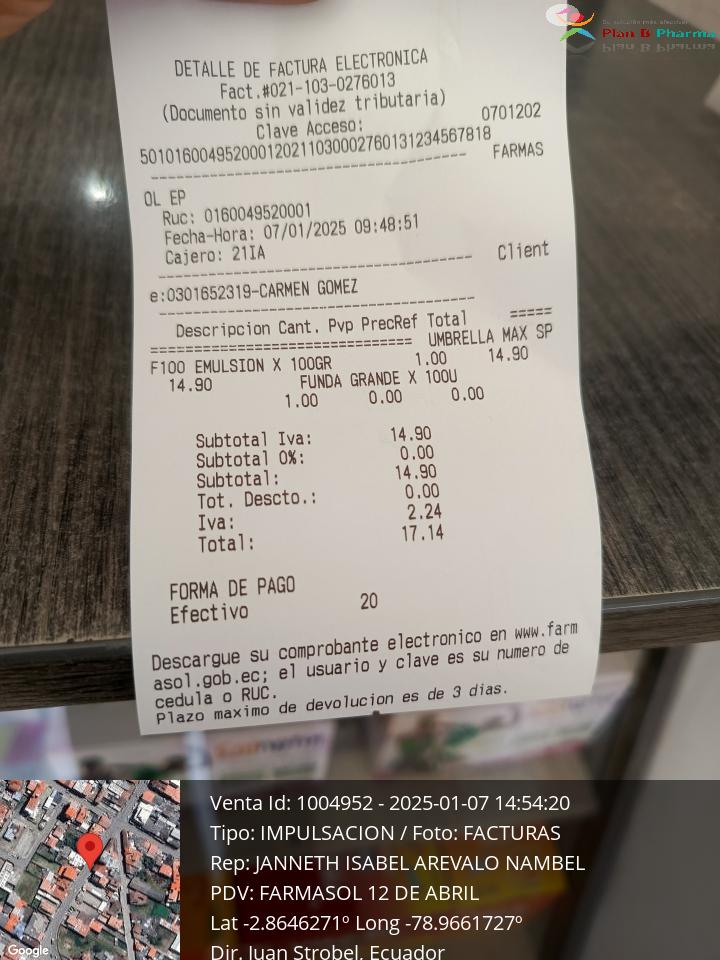 Su solución más efectiva!
Plan B Pharma
DETALLE DE FACTURA ELECTRONICA
Fact.#021-103-0276013
(Documento sin validez tributaria)
Clave Acceso: 0701202
501016004952000120211030002760131234567818
-------------------------------------- FARMAS
OL EP
Ruc: 0160049520001
Fecha-Hora: 07/01/2025 09:48:51
Cajero: 21IA
-------------------------------------- Client
e:0301652319-CARMEN GOMEZ
--------------------------------------
Descripcion Cant. Pvp PrecRef Total =====
================================= UMBRELLA MAX SP
F100 EMULSION X 100GR 1.00 14.90
14.90 FUNDA GRANDE X 100U
1.00 0.00 0.00
Subtotal Iva: 14.90
Subtotal 0%: 0.00
Subtotal: 14.90
Tot. Descto.: 0.00
Iva: 2.24
Total: 17.14
FORMA DE PAGO
Efectivo 20
Descargue su comprobante electronico en www.farm
asol.gob.ec; el usuario y clave es su numero de
cedula o RUC.
Plazo maximo de devolucion es de 3 dias.
Venta Id: 1004952 - 2025-01-07 14:54:20
Tipo: IMPULSACION / Foto: FACTURAS
Rep: JANNETH ISABEL AREVALO NAMBEL
PDV: FARMASOL 12 DE ABRIL
Lat -2.8646271º Long -78.9661727º
Dir. Juan Strobel, Ecuador
Google